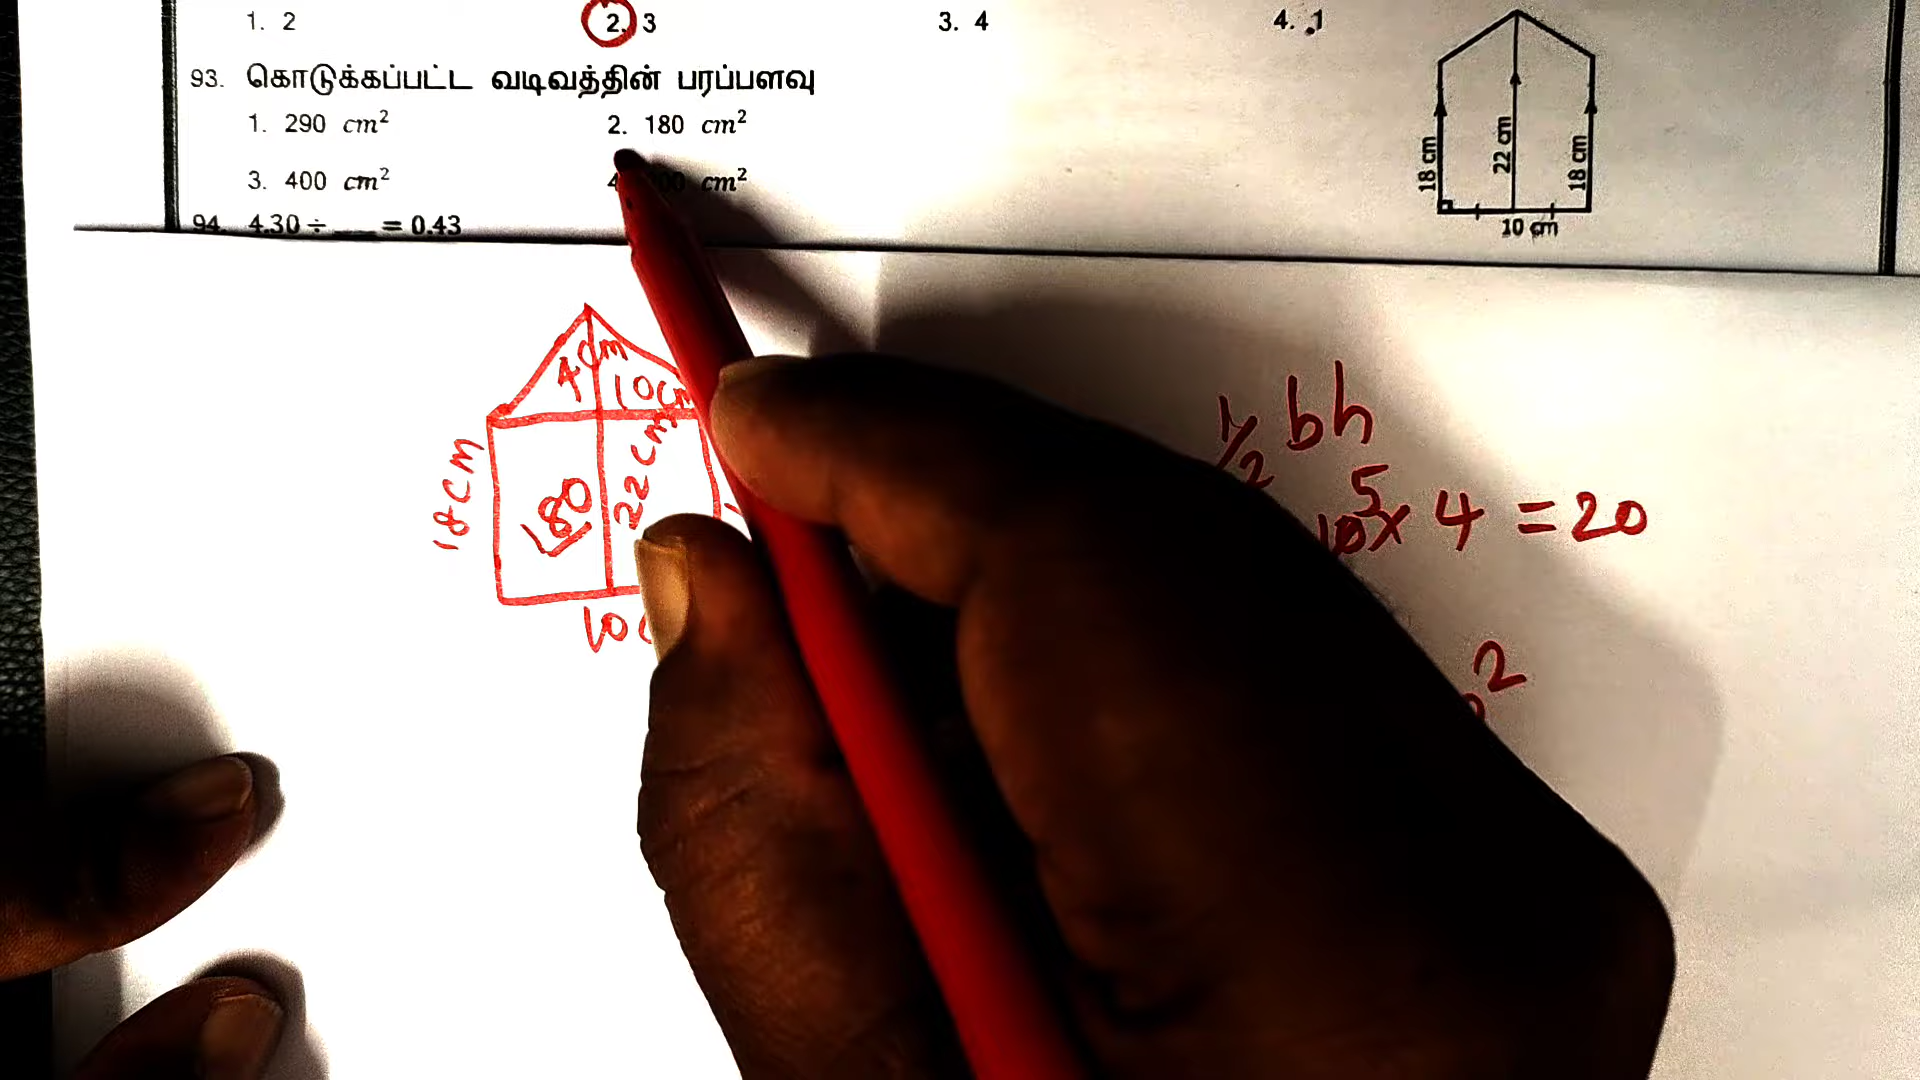 1. 2 2. 3 3. 4 4. 1
93. கொடுக்கப்பட்ட வடிவத்தின் பரப்பளவு
1. 290 cm² 2. 180 cm²
3. 400 cm² cm²
94. 4.30 ÷ ___ = 0.43
18 cm 22 cm 18 cm
10 cm
4cm
10cm
18cm 180 22cm
10
1/2 bh
5
10 x 4 = 20
2